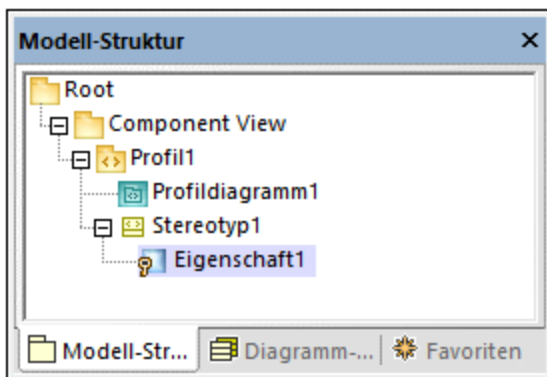 Modell-Struktur
Root
Component View
Profil1
Profildiagramm1
Stereotyp1
Eigenschaft1
Modell-Str... Diagramm-... Favoriten